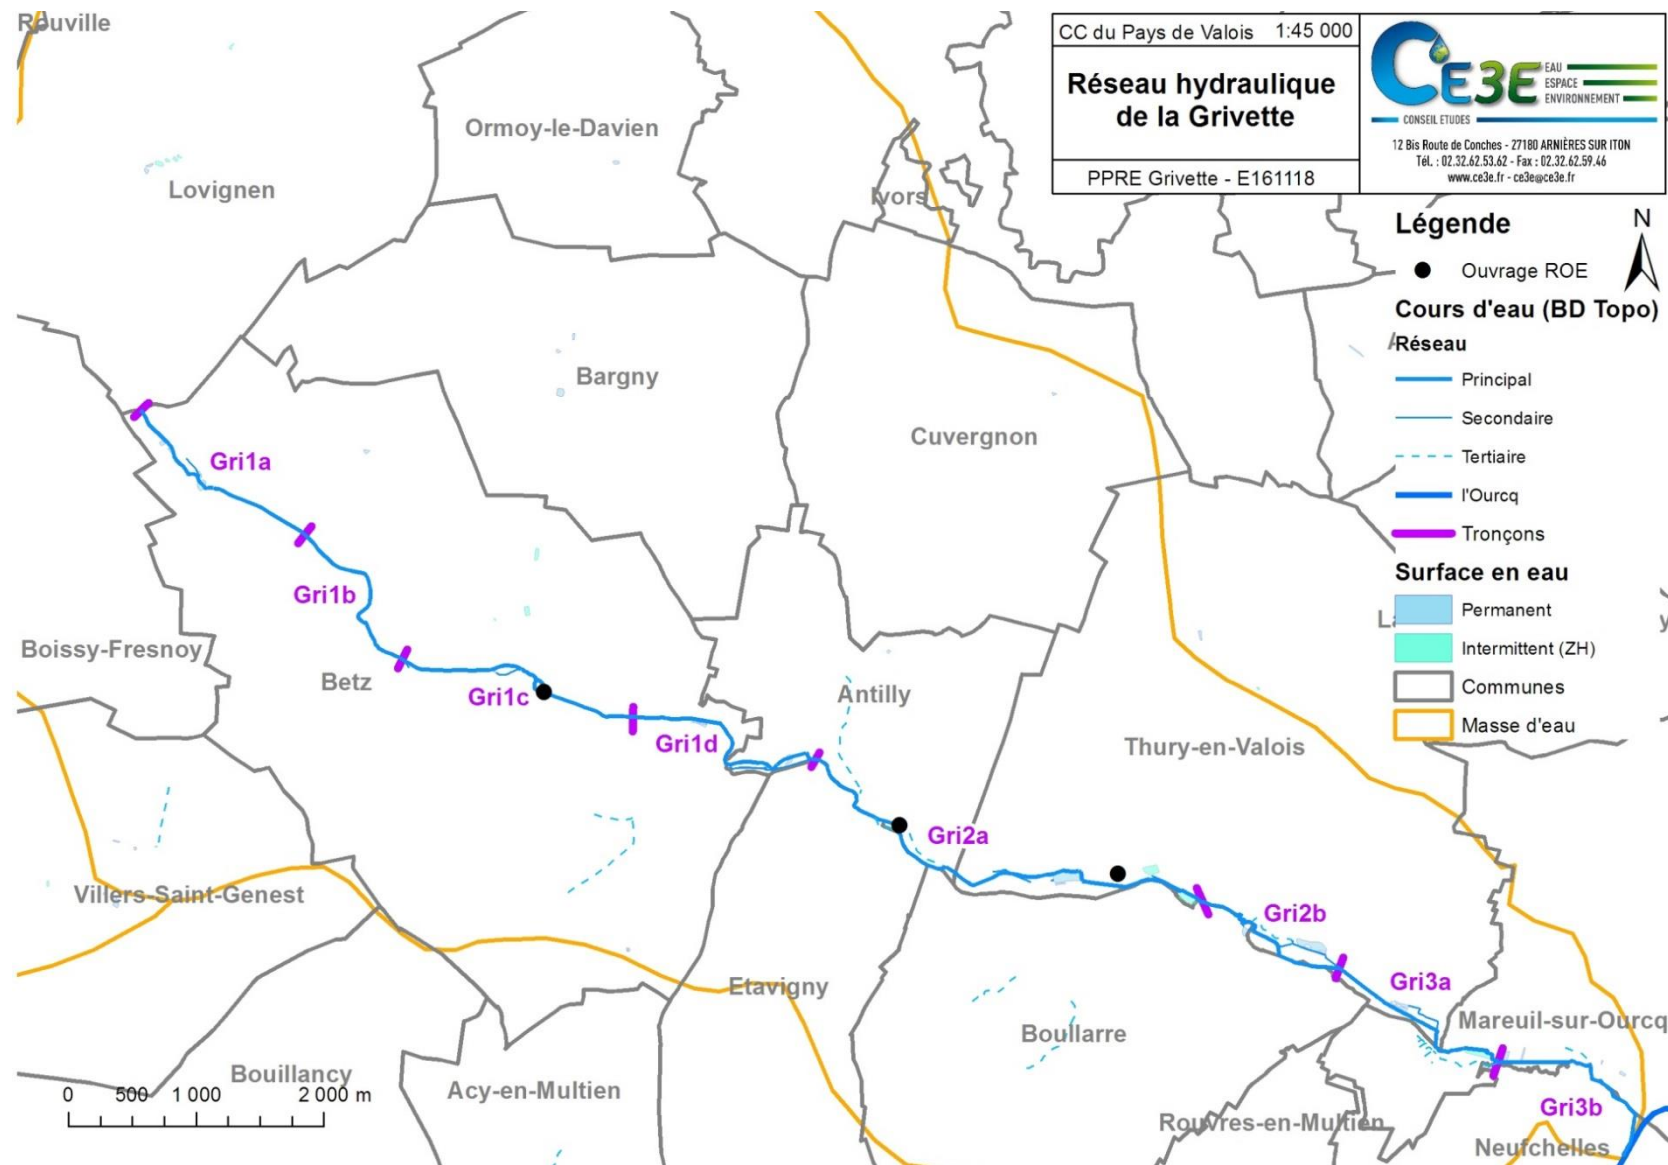 Rouville
CC du Pays de Valois 1:45 000
Réseau hydraulique
de la Grivette
PPRE Grivette - E161118
CE3E
EAU
ESPACE
ENVIRONNEMENT
CONSEIL ETUDES
12 Bis Route de Conches - 27180 ARNIÈRES SUR ITON
Tél. : 02.32.62.53.62 - Fax : 02.32.62.59.46
www.ce3e.fr - ce3e@ce3e.fr
Ormoy-le-Davien
Lovignen
Ivors
Légende
N
Ouvrage ROE
Cours d'eau (BD Topo)
Réseau
Principal
Secondaire
Tertiaire
l'Ourcq
Tronçons
Surface en eau
Permanent
Intermittent (ZH)
Communes
Masse d'eau
Bargny
Cuvergnon
Gri1a
Gri1b
Boissy-Fresnoy
Betz
Gri1c
Antilly
Gri1d
Thury-en-Valois
Gri2a
Villers-Saint-Genest
Gri2b
Etavigny
Gri3a
Boullarre
Mareuil-sur-Ourcq
Bouillancy
Acy-en-Multien
0 500 1 000 2 000 m
Gri3b
Rouvres-en-Multien
Neufchelles